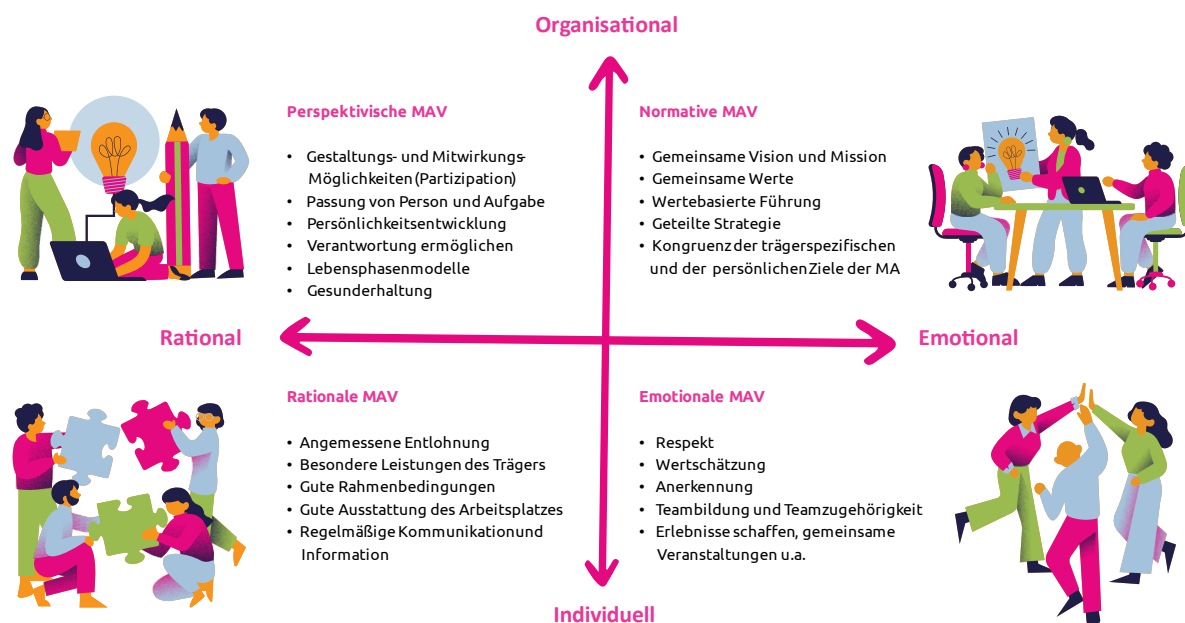 Organisational
Perspektivische MAV
• Gestaltungs- und Mitwirkungs-
Möglichkeiten (Partizipation)
• Passung von Person und Aufgabe
• Persönlichkeitsentwicklung
• Verantwortung ermöglichen
• Lebensphasenmodelle
• Gesunderhaltung
Normative MAV
• Gemeinsame Vision und Mission
• Gemeinsame Werte
• Wertebasierte Führung
• Geteilte Strategie
• Kongruenz der trägerspezifischen
und der persönlichen Ziele der MA
Rational
Emotional
Rationale MAV
• Angemessene Entlohnung
• Besondere Leistungen des Trägers
• Gute Rahmenbedingungen
• Gute Ausstattung des Arbeitsplatzes
• Regelmäßige Kommunikation und
Information
Emotionale MAV
• Respekt
• Wertschätzung
• Anerkennung
• Teambildung und Teamzugehörigkeit
• Erlebnisse schaffen, gemeinsame
Veranstaltungen u.a.
Individuell